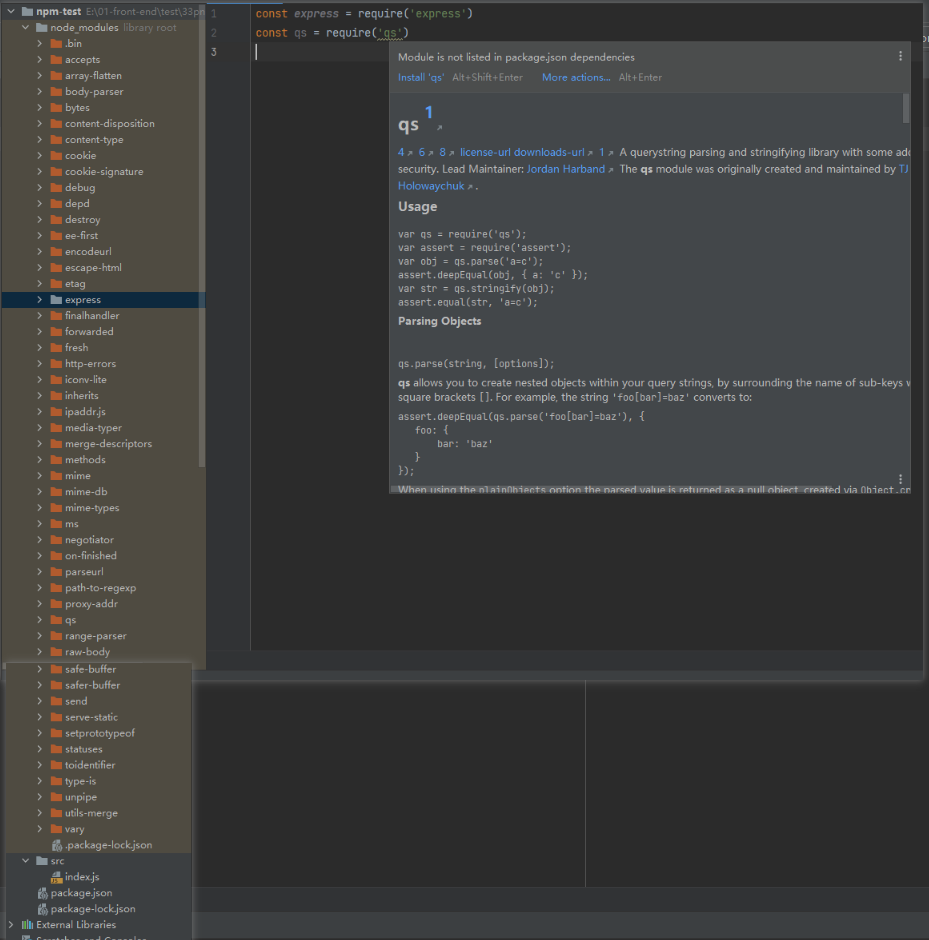 npm-test E:\01-front-end\test\33pn
node_modules library root
.bin
accepts
array-flatten
body-parser
bytes
content-disposition
content-type
cookie
cookie-signature
debug
depd
destroy
ee-first
encodeurl
escape-html
etag
express
finalhandler
forwarded
fresh
http-errors
iconv-lite
inherits
ipaddr.js
media-typer
merge-descriptors
methods
mime
mime-db
mime-types
ms
negotiator
on-finished
parseurl
path-to-regexp
proxy-addr
qs
range-parser
raw-body
safe-buffer
safer-buffer
send
serve-static
setprototypeof
statuses
toidentifier
type-is
unpipe
utils-merge
vary
.package-lock.json
src
index.js
package.json
package-lock.json
External Libraries
Scratches and Consoles
1 const express = require('express')
2 const qs = require('qs')
3
Module is not listed in package.json dependencies
Install 'qs' Alt+Shift+Enter More actions... Alt+Enter
qs 1
4 6 8 license-url downloads-url 1 A querystring parsing and stringifying library with some add
security. Lead Maintainer: Jordan Harband The qs module was originally created and maintained by TJ
Holowaychuk .
Usage
var qs = require('qs');
var assert = require('assert');
var obj = qs.parse('a=c');
assert.deepEqual(obj, { a: 'c' });
var str = qs.stringify(obj);
assert.equal(str, 'a=c');
Parsing Objects
qs.parse(string, [options]);
qs allows you to create nested objects within your query strings, by surrounding the name of sub-keys w
square brackets []. For example, the string 'foo[bar]=baz' converts to:
assert.deepEqual(qs.parse('foo[bar]=baz'), {
foo: {
bar: 'baz'
}
});
When using the plainObjects option the parsed value is returned as a null object, created via Object.cr